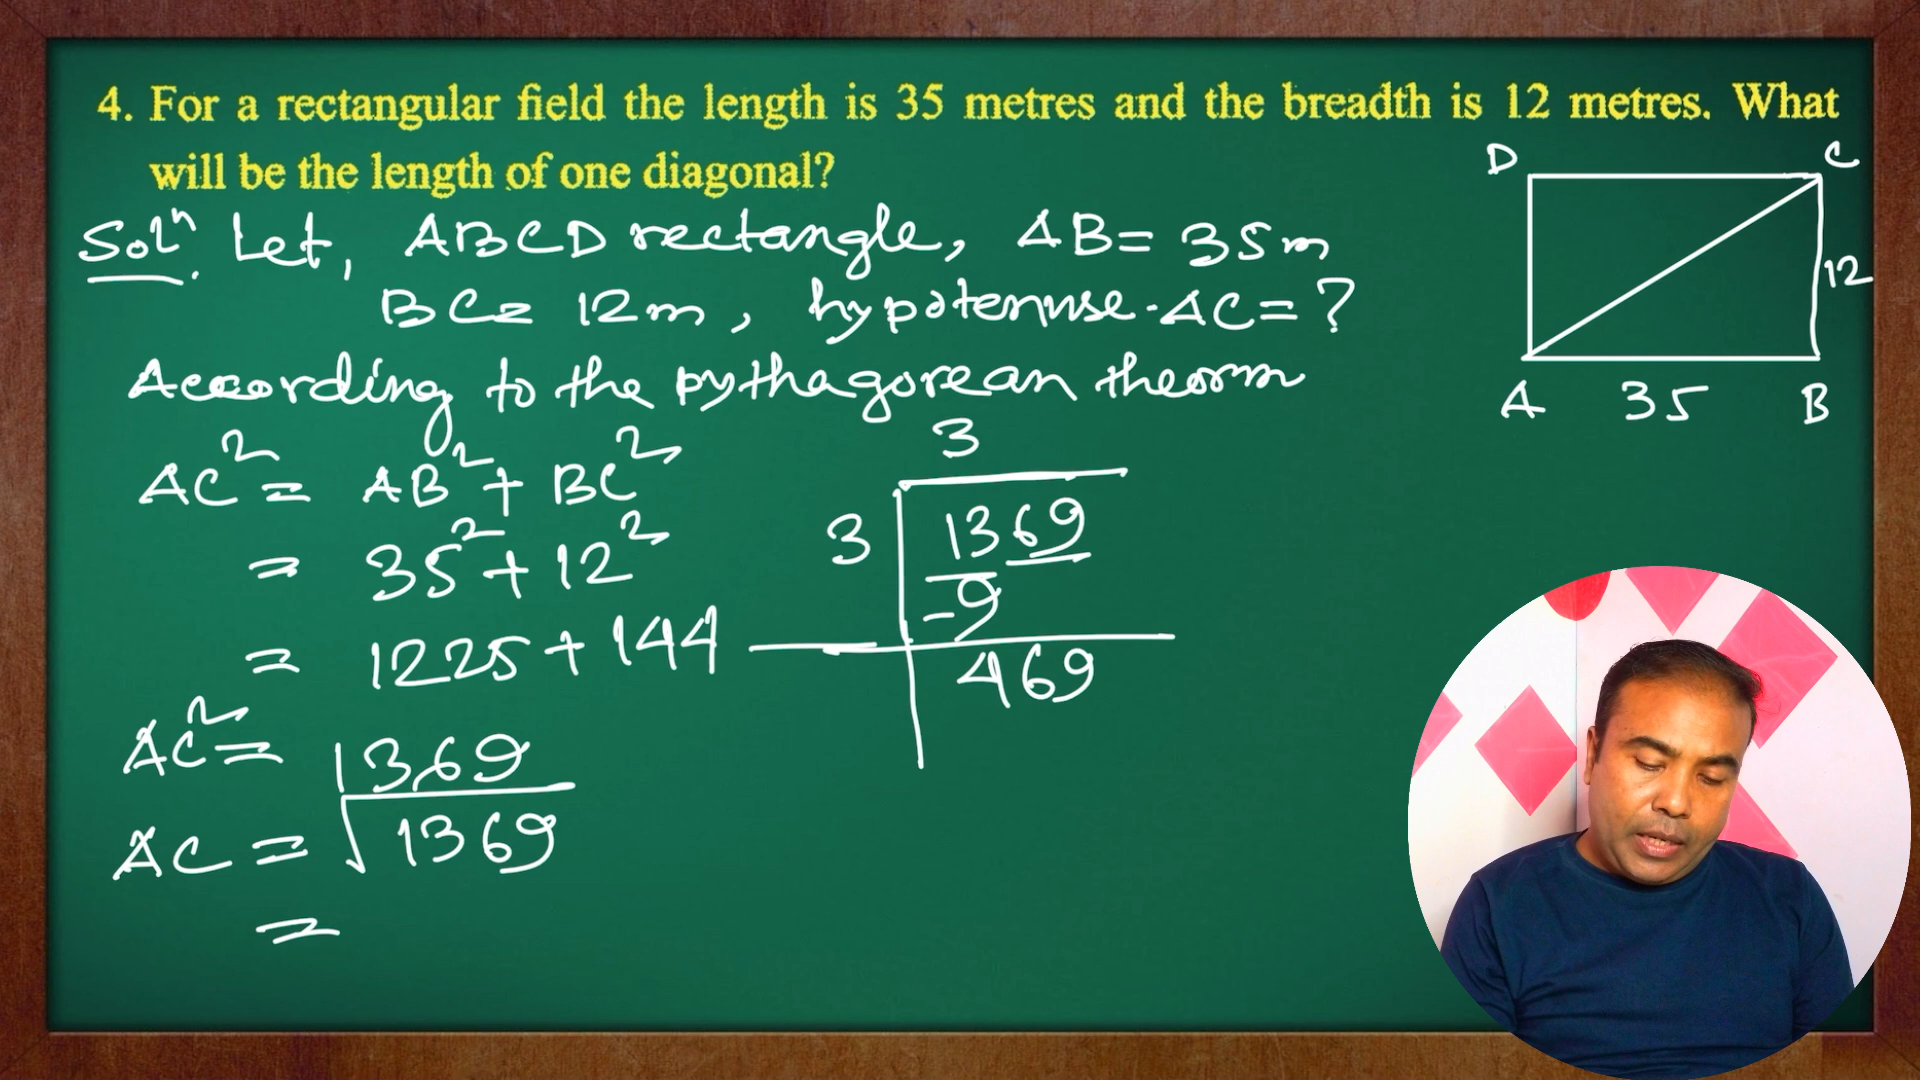 4. For a rectangular field the length is 35 metres and the breadth is 12 metres. What
will be the length of one diagonal?
D C
12
A 35 B
Solⁿ. Let, ABCD rectangle, AB = 35m
BC = 12m, hypotenuse·AC = ?
According to the pythagorean theorm
AC² = AB² + BC²
= 35² + 12²
= 1225 + 144
AC² = 1369
AC = √1369
=
3
3 1369
-9
469